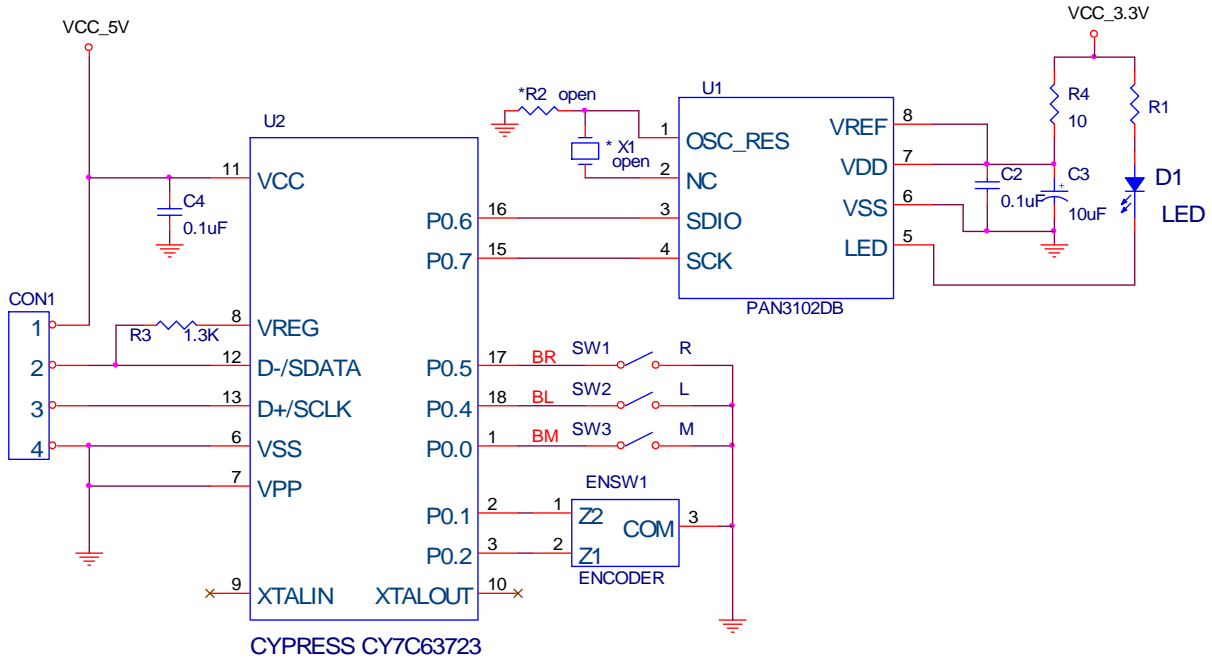 VCC_5V
VCC_3.3V
*R2 open
U1
R4
10
R1
U2
1
OSC_RES
VREF
8
* X1
open
2
NC
VDD
7
C2
0.1uF
C3
+
10uF
D1
LED
11
VCC
C4
0.1uF
P0.6
16
3
SDIO
VSS
6
P0.7
15
4
SCK
LED
5
PAN3102DB
CON1
1
R3
1.3K
8
VREG
2
12
D-/SDATA
P0.5
17
BR
SW1
R
3
13
D+/SCLK
P0.4
18
BL
SW2
L
4
6
VSS
P0.0
1
BM
SW3
M
7
VPP
ENSW1
P0.1
2
1
Z2
COM
3
P0.2
3
2
Z1
ENCODER
9
XTALIN
XTALOUT
10
CYPRESS CY7C63723